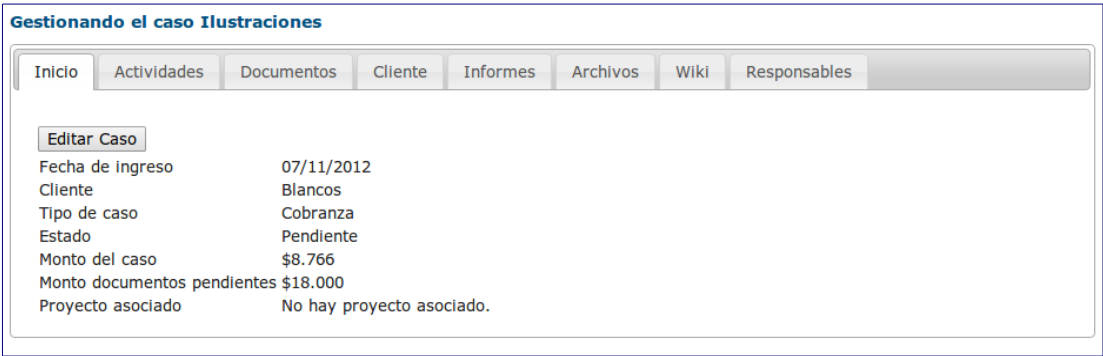 Gestionando el caso Ilustraciones
Inicio Actividades Documentos Cliente Informes Archivos Wiki Responsables
Editar Caso
Fecha de ingreso 07/11/2012
Cliente Blancos
Tipo de caso Cobranza
Estado Pendiente
Monto del caso $8.766
Monto documentos pendientes $18.000
Proyecto asociado No hay proyecto asociado.